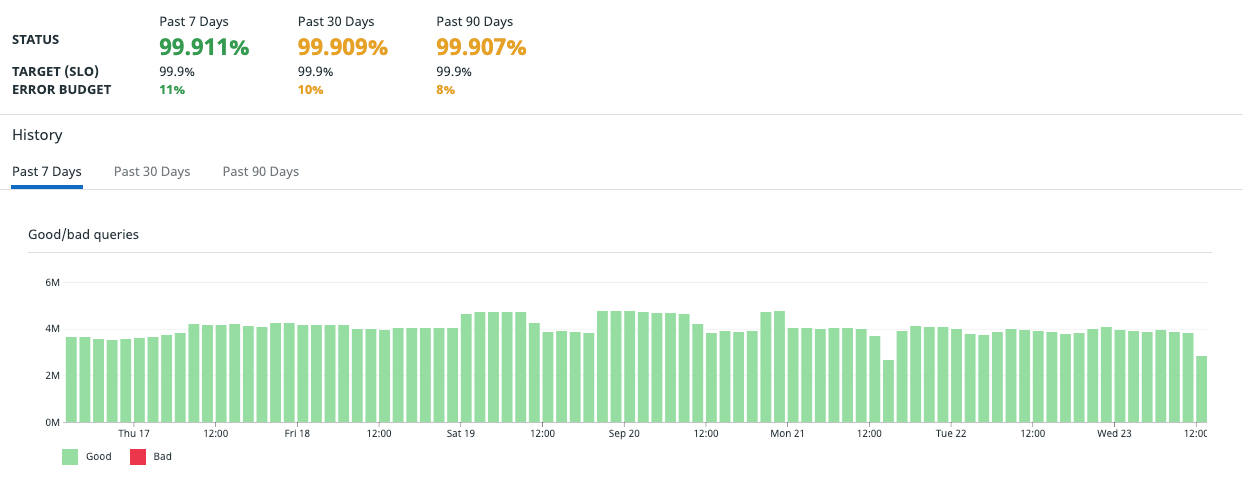 Past 7 Days Past 30 Days Past 90 Days
STATUS 99.911% 99.909% 99.907%
TARGET (SLO) 99.9% 99.9% 99.9%
ERROR BUDGET 11% 10% 8%
History
Past 7 Days Past 30 Days Past 90 Days
Good/bad queries
6M
4M
2M
0M
Thu 17 12:00 Fri 18 12:00 Sat 19 12:00 Sep 20 12:00 Mon 21 12:00 Tue 22 12:00 Wed 23 12:00
Good Bad